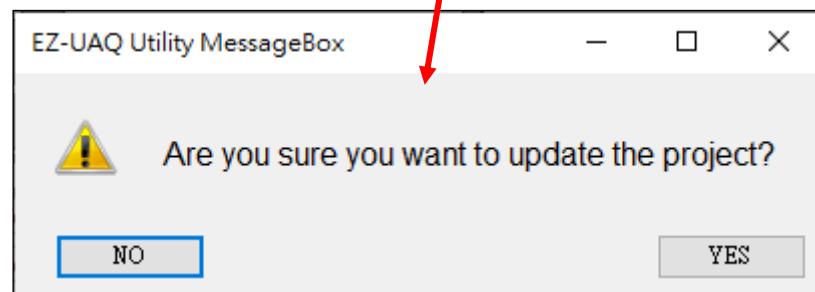 EZ-UAQ Utility MessageBox
Are you sure you want to update the project?
NO
YES